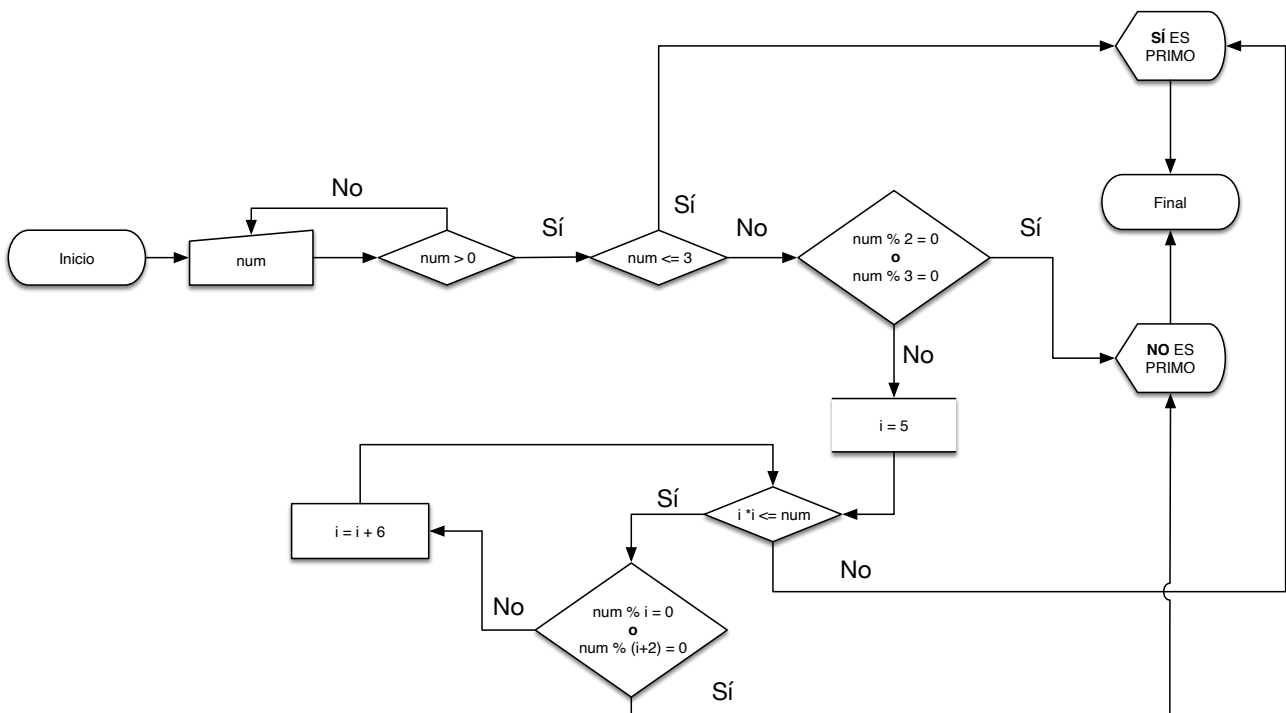 SÍ ES
PRIMO
No
Sí
Final
Inicio
num
num > 0
Sí
num <= 3
No
num % 2 = 0
o
num % 3 = 0
Sí
No
NO ES
PRIMO
i = 5
i = i + 6
Sí
i *i <= num
No
No
num % i = 0
o
num % (i+2) = 0
Sí